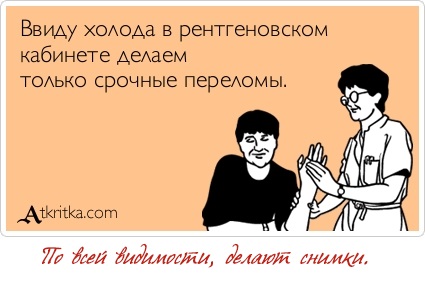 Ввиду холода в рентгеновском
кабинете делаем
только срочные переломы.
Atkritka.com
По всей видимости, делают снимки.